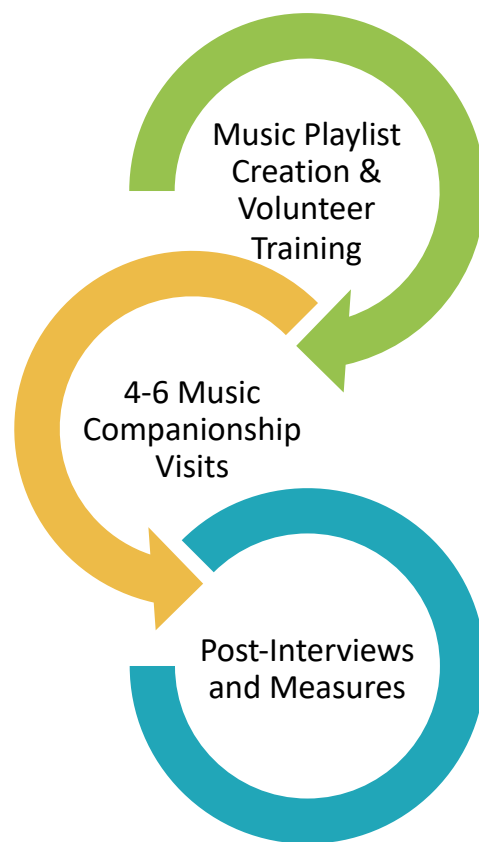 Music Playlist
Creation &
Volunteer
Training
4-6 Music
Companionship
Visits
Post-Interviews
and Measures